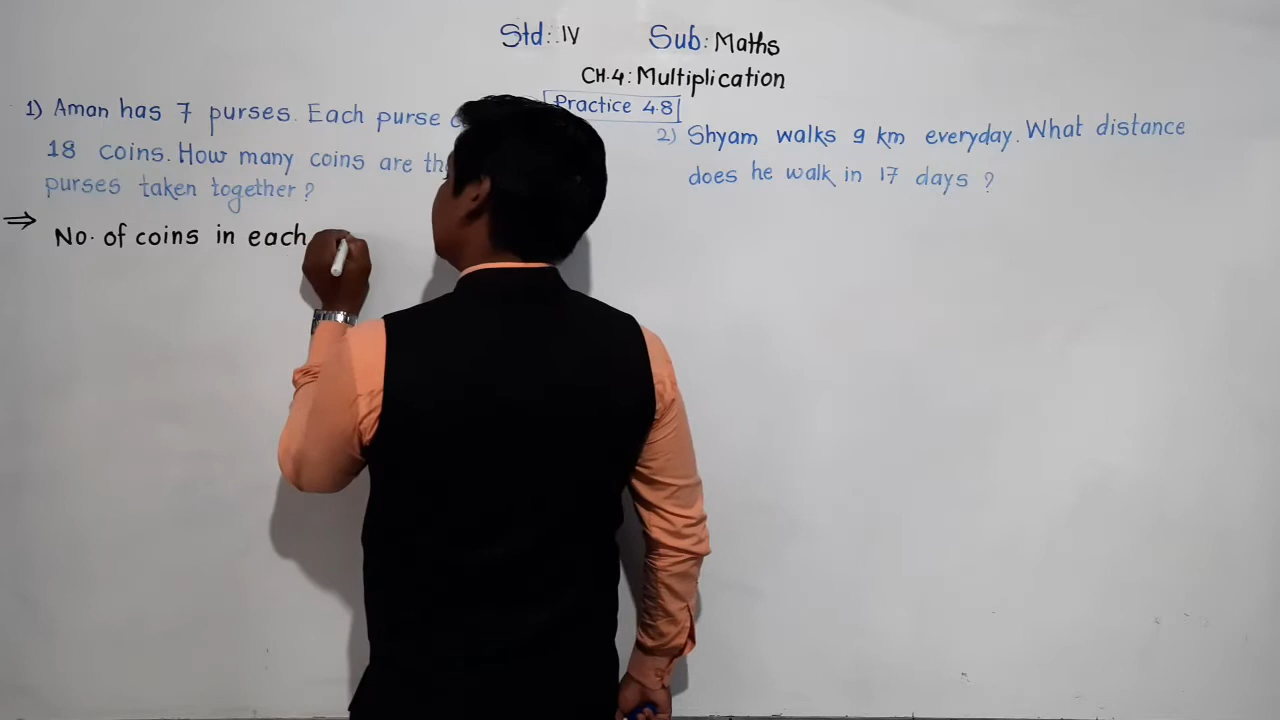 Std: IV Sub: Maths
CH.4: Multiplication
Practice 4.8
1) Aman has 7 purses. Each purse
18 coins. How many coins are
purses taken together?
⇒ No. of coins in each
2) Shyam walks 9 km everyday. What distance
does he walk in 17 days?